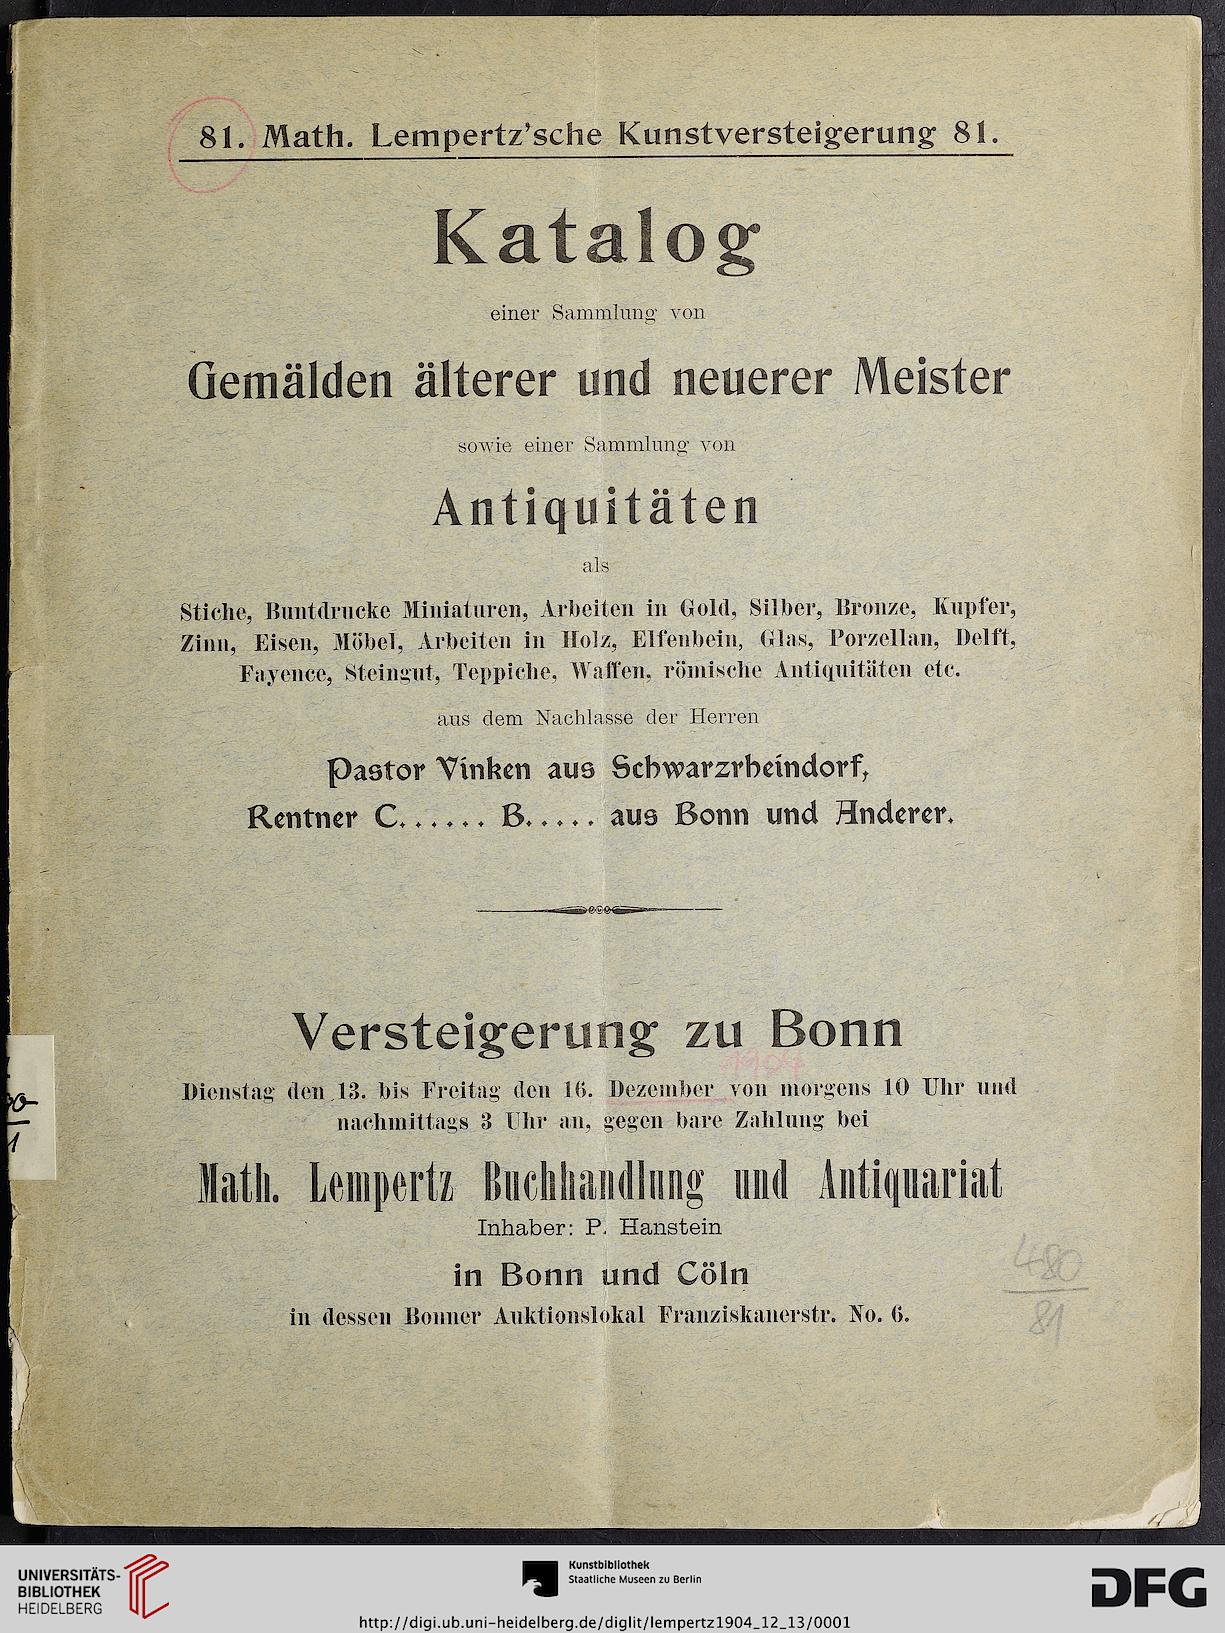 81. Math. Lempertz'sche Kunstversteigerung 81.
Katalog
einer Sammlung von
Gemälden älterer und neuerer Meister
sowie einer Sammlung von
Antiquitäten
als
Stiche, Buntdrucke Miniaturen, Arbeiten in Gold, Silber, Bronze, Kupfer,
Zinn, Eisen, Möbel, Arbeiten in Holz, Elfenbein, Glas, Porzellan, Delft,
Fayence, Steingut, Teppiche, Waffen, römische Antiquitäten etc.
aus dem Nachlasse der Herren
Pastor Vinken aus Schwarzrheindorf,
Rentner C...... B..... aus Bonn und Anderer.
Versteigerung zu Bonn
1904
Dienstag den 13. bis Freitag den 16. Dezember von morgens 10 Uhr und
nachmittags 3 Uhr an, gegen bare Zahlung bei
Math. Lempertz Buchhandlung und Antiquariat
Inhaber: P. Hanstein
in Bonn und Cöln
in dessen Bonner Auktionslokal Franziskanerstr. No. 6.
480
81
UNIVERSITÄTS-
BIBLIOTHEK
HEIDELBERG
Kunstbibliothek
Staatliche Museen zu Berlin
DFG
http://digi.ub.uni-heidelberg.de/diglit/lempertz1904_12_13/0001